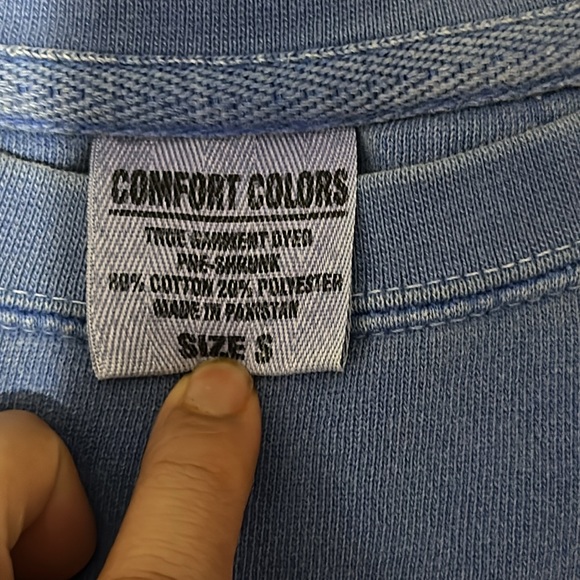 COMFORT COLORS
TRUE GARMENT DYED
PRE-SHRUNK
80% COTTON 20% POLYESTER
MADE IN PAKISTAN
SIZE S